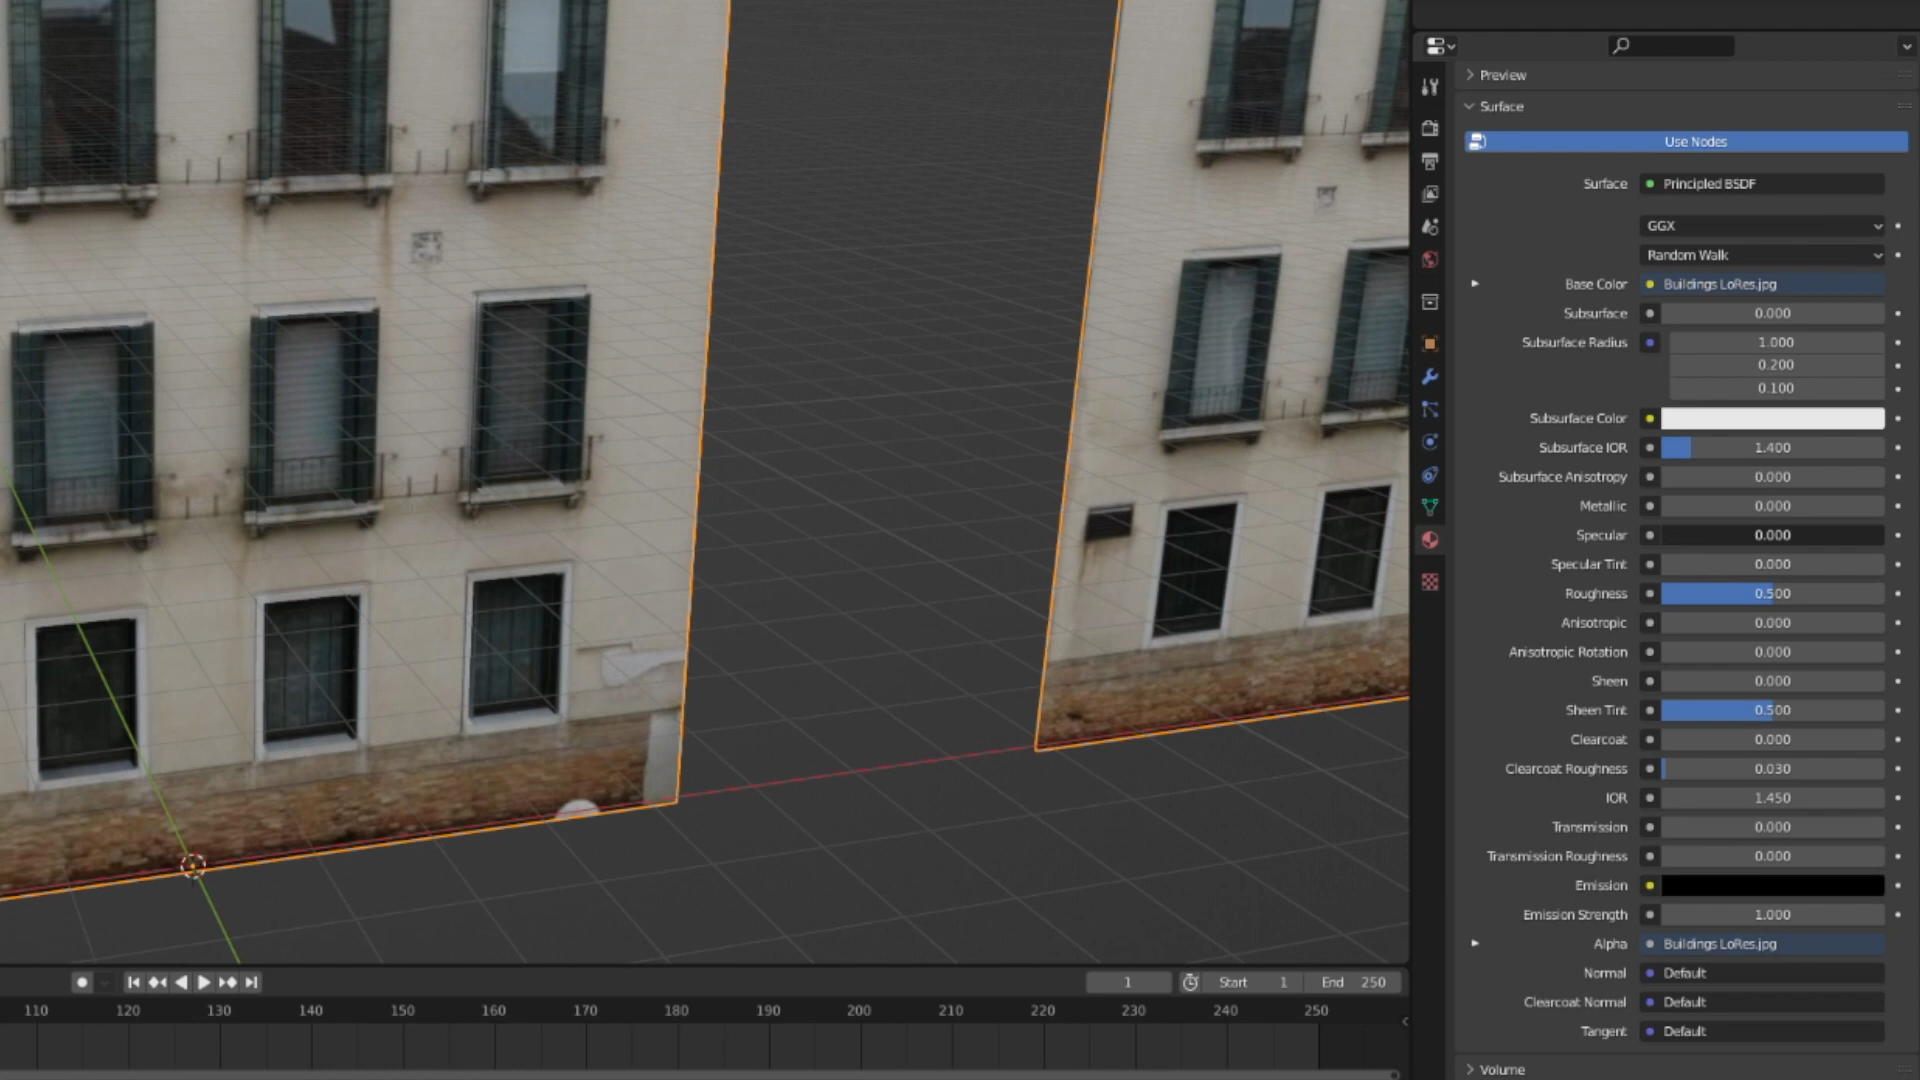 Preview
Surface
Use Nodes
Surface Principled BSDF
GGX
Random Walk
Base Color Buildings LoRes.jpg
Subsurface 0.000
Subsurface Radius 1.000
0.200
0.100
Subsurface Color
Subsurface IOR 1.400
Subsurface Anisotropy 0.000
Metallic 0.000
Specular 0.000
Specular Tint 0.000
Roughness 0.500
Anisotropic 0.000
Anisotropic Rotation 0.000
Sheen 0.000
Sheen Tint 0.500
Clearcoat 0.000
Clearcoat Roughness 0.030
IOR 1.450
Transmission 0.000
Transmission Roughness 0.000
Emission
Emission Strength 1.000
Alpha Buildings LoRes.jpg
Normal Default
Clearcoat Normal Default
Tangent Default
Volume
1 Start 1 End 250
110 120 130 140 150 160 170 180 190 200 210 220 230 240 250